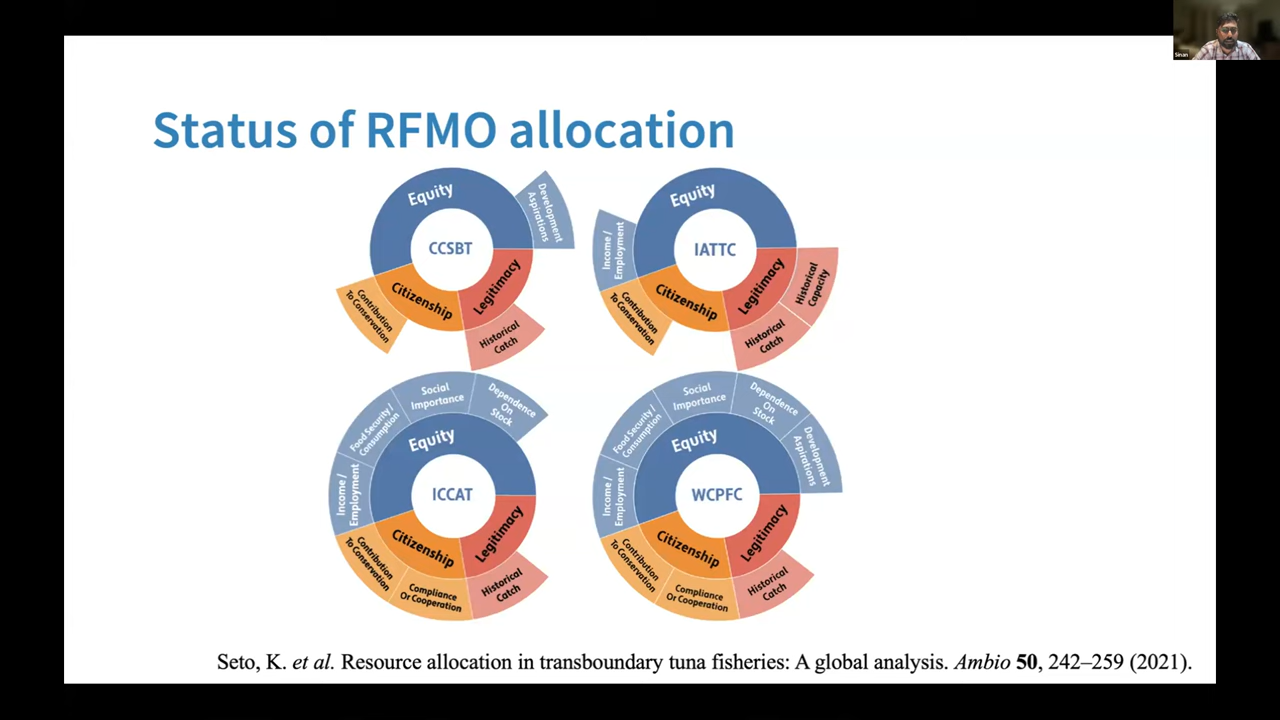 Sinan
Status of RFMO allocation
Equity
Development
Aspirations
CCSBT
Citizenship
Legitimacy
Contribution
To Conservation
Historical
Catch
Equity
Income /
Employment
IATTC
Citizenship
Legitimacy
Historical
Capacity
Contribution
To Conservation
Historical
Catch
Social
Importance
Dependence
On
Stock
Food Security /
Consumption
Equity
Income /
Employment
ICCAT
Citizenship
Legitimacy
Contribution
To Conservation
Compliance
Or Cooperation
Historical
Catch
Social
Importance
Dependence
On
Stock
Food Security /
Consumption
Equity
Development
Aspirations
Income /
Employment
WCPFC
Citizenship
Legitimacy
Contribution
To Conservation
Compliance
Or Cooperation
Historical
Catch
Seto, K. et al. Resource allocation in transboundary tuna fisheries: A global analysis. Ambio 50, 242–259 (2021).